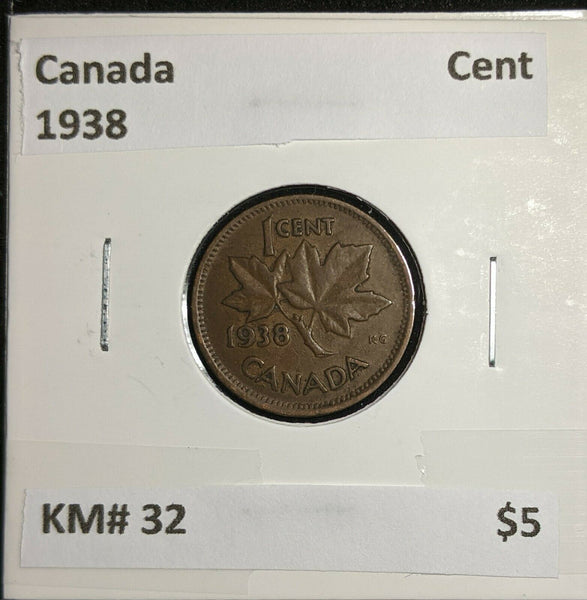 Canada Cent
1938
1 CENT
1938 KG
CANADA
KM# 32 $5